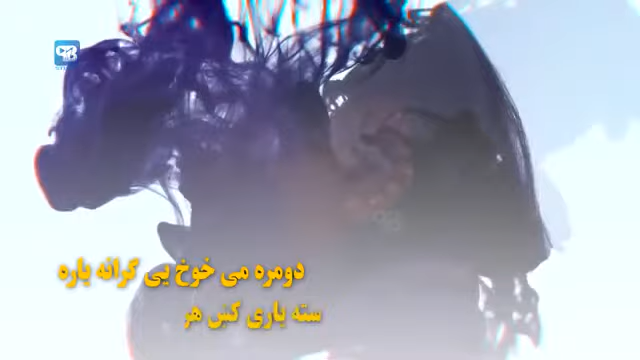 دومره می خوخ یی گرانه یاره
سته یاری کښ هر